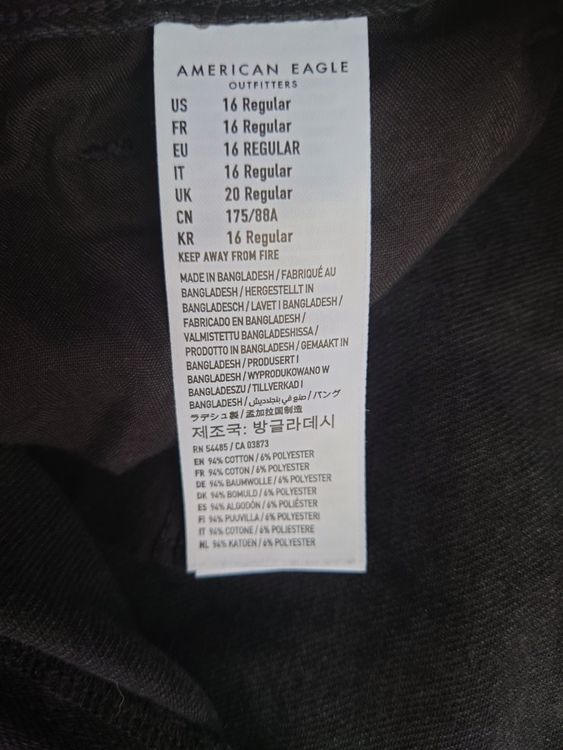 AMERICAN EAGLE
OUTFITTERS
US 16 Regular
FR 16 Regular
EU 16 REGULAR
IT 16 Regular
UK 20 Regular
CN 175/88A
KR 16 Regular
KEEP AWAY FROM FIRE
MADE IN BANGLADESH / FABRIQUÉ AU
BANGLADESH / HERGESTELLT IN
BANGLADESCH / LAVET I BANGLADESH /
FABRICADO EN BANGLADESH /
VALMISTETTU BANGLADESHISSA /
PRODOTTO IN BANGLADESH / GEMAAKT IN
BANGLADESH / PRODUSERT I
BANGLADESH / WYPRODUKOWANO W
BANGLADESZU / TILLVERKAD I
BANGLADESH / صنع في بنجلاديش / バング
ラデシュ製 / 孟加拉国制造
제조국: 방글라데시
RN 54485 / CA 03873
EN 94% COTTON / 6% POLYESTER
FR 94% COTON / 6% POLYESTER
DE 94% BAUMWOLLE / 6% POLYESTER
DK 94% BOMULD / 6% POLYESTER
ES 94% ALGODÓN / 6% POLIÉSTER
FI 94% PUUVILLA / 6% POLYESTERI
IT 94% COTONE / 6% POLIESTERE
NL 94% KATOEN / 6% POLYESTER